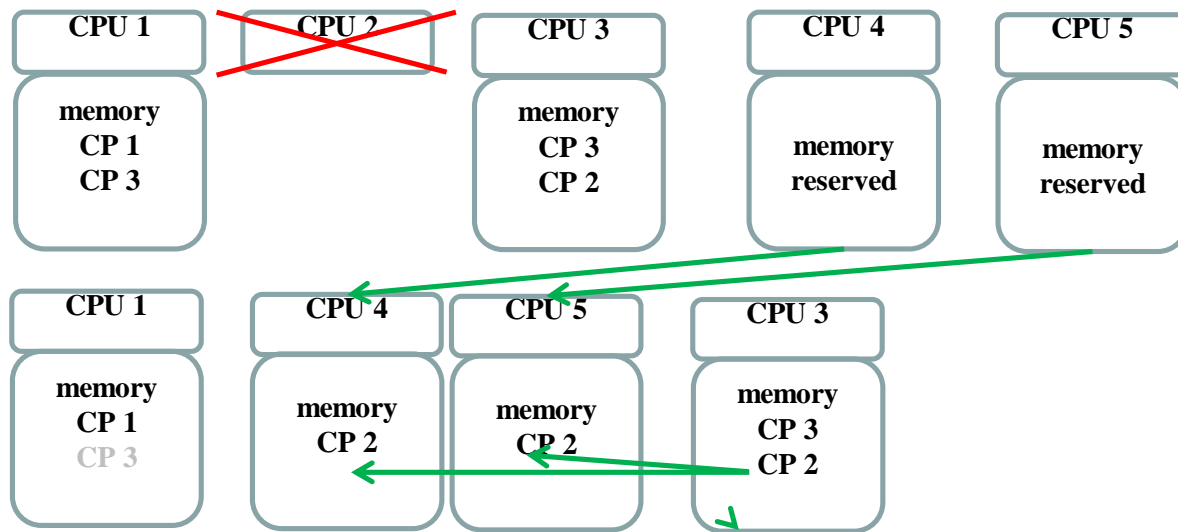 CPU 1
CPU 2
CPU 3
CPU 4
CPU 5
memory
CP 1
CP 3
memory
CP 3
CP 2
memory
reserved
memory
reserved
CPU 1
CPU 4
CPU 5
CPU 3
memory
CP 1
CP 3
memory
CP 2
memory
CP 2
memory
CP 3
CP 2